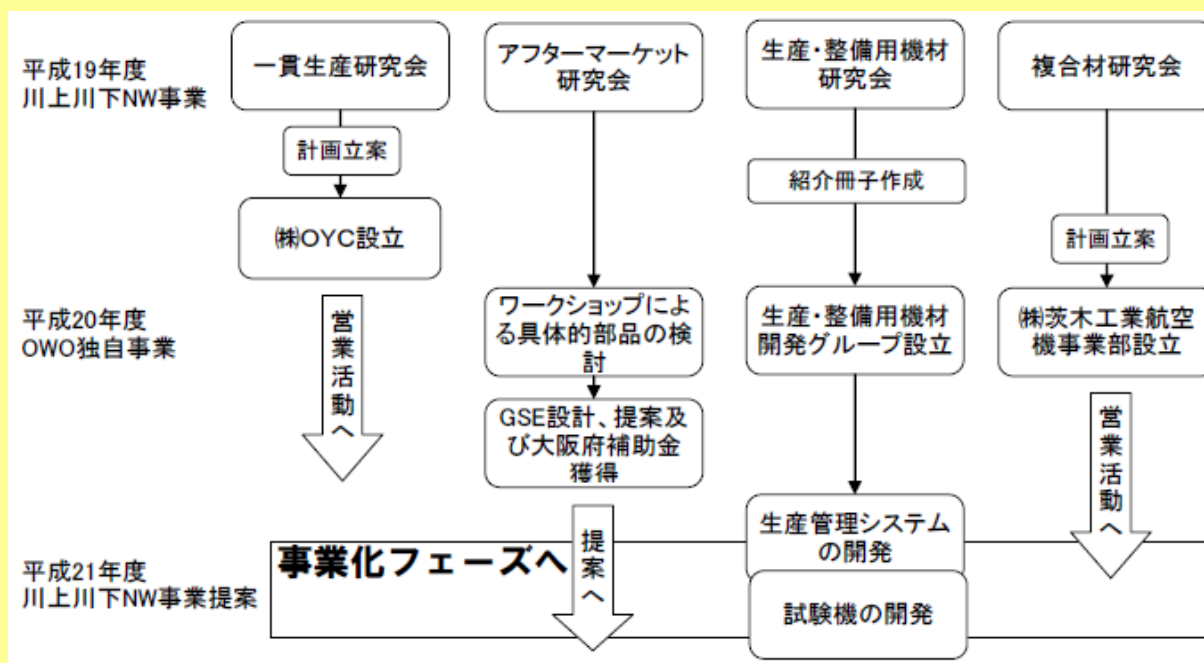 平成19年度
川上川下NW事業
一貫生産研究会
アフターマーケット
研究会
生産・整備用機材
研究会
複合材研究会
計画立案
紹介冊子作成
㈱OYC設立
計画立案
平成20年度
OWO独自事業
営業活動へ
ワークショップによ
る具体的部品の検
討
生産・整備用機材
開発グループ設立
㈱茨木工業航空
機事業部設立
GSE設計、提案及
び大阪府補助金
獲得
営業活動へ
平成21年度
川上川下NW事業提案
事業化フェーズへ
提案へ
生産管理システム
の開発
試験機の開発